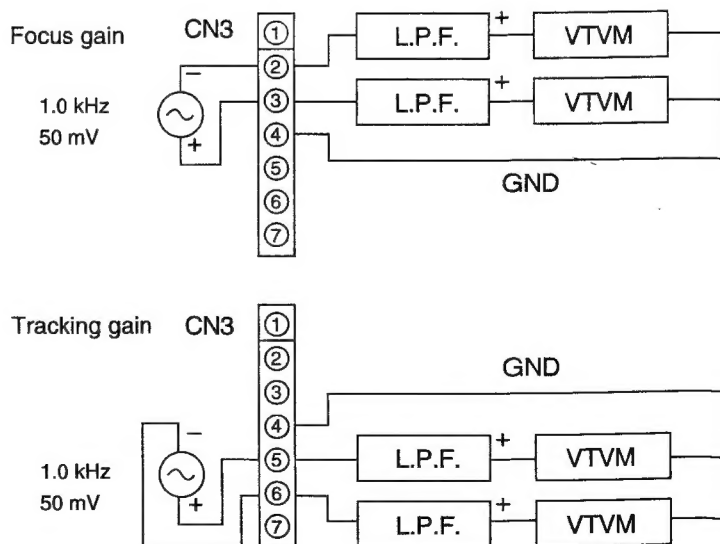 Focus gain CN3 ①
② L.P.F. + VTVM
−
1.0 kHz ③ L.P.F. + VTVM
50 mV + ④
⑤ GND
⑥
⑦
Tracking gain CN3 ①
②
③ GND
− ④
1.0 kHz ⑤ L.P.F. + VTVM
50 mV + ⑥ L.P.F. + VTVM
⑦